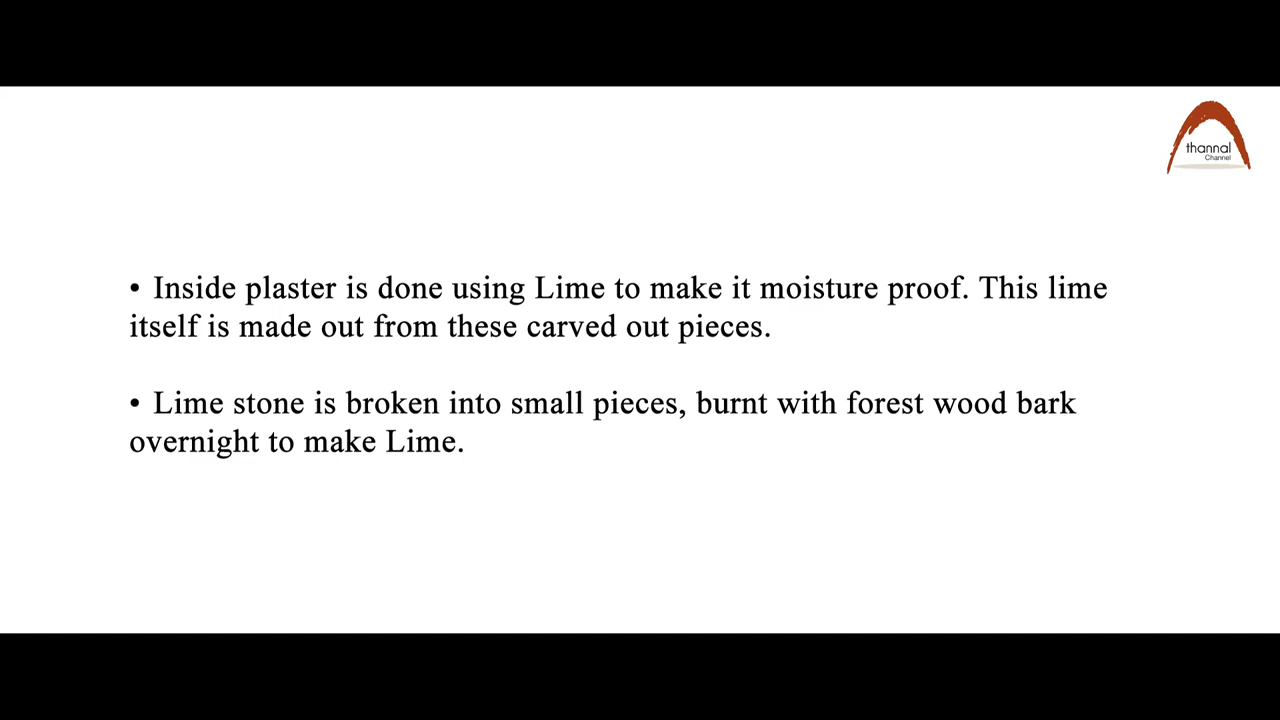 thannal
Channel
• Inside plaster is done using Lime to make it moisture proof. This lime
itself is made out from these carved out pieces.
• Lime stone is broken into small pieces, burnt with forest wood bark
overnight to make Lime.